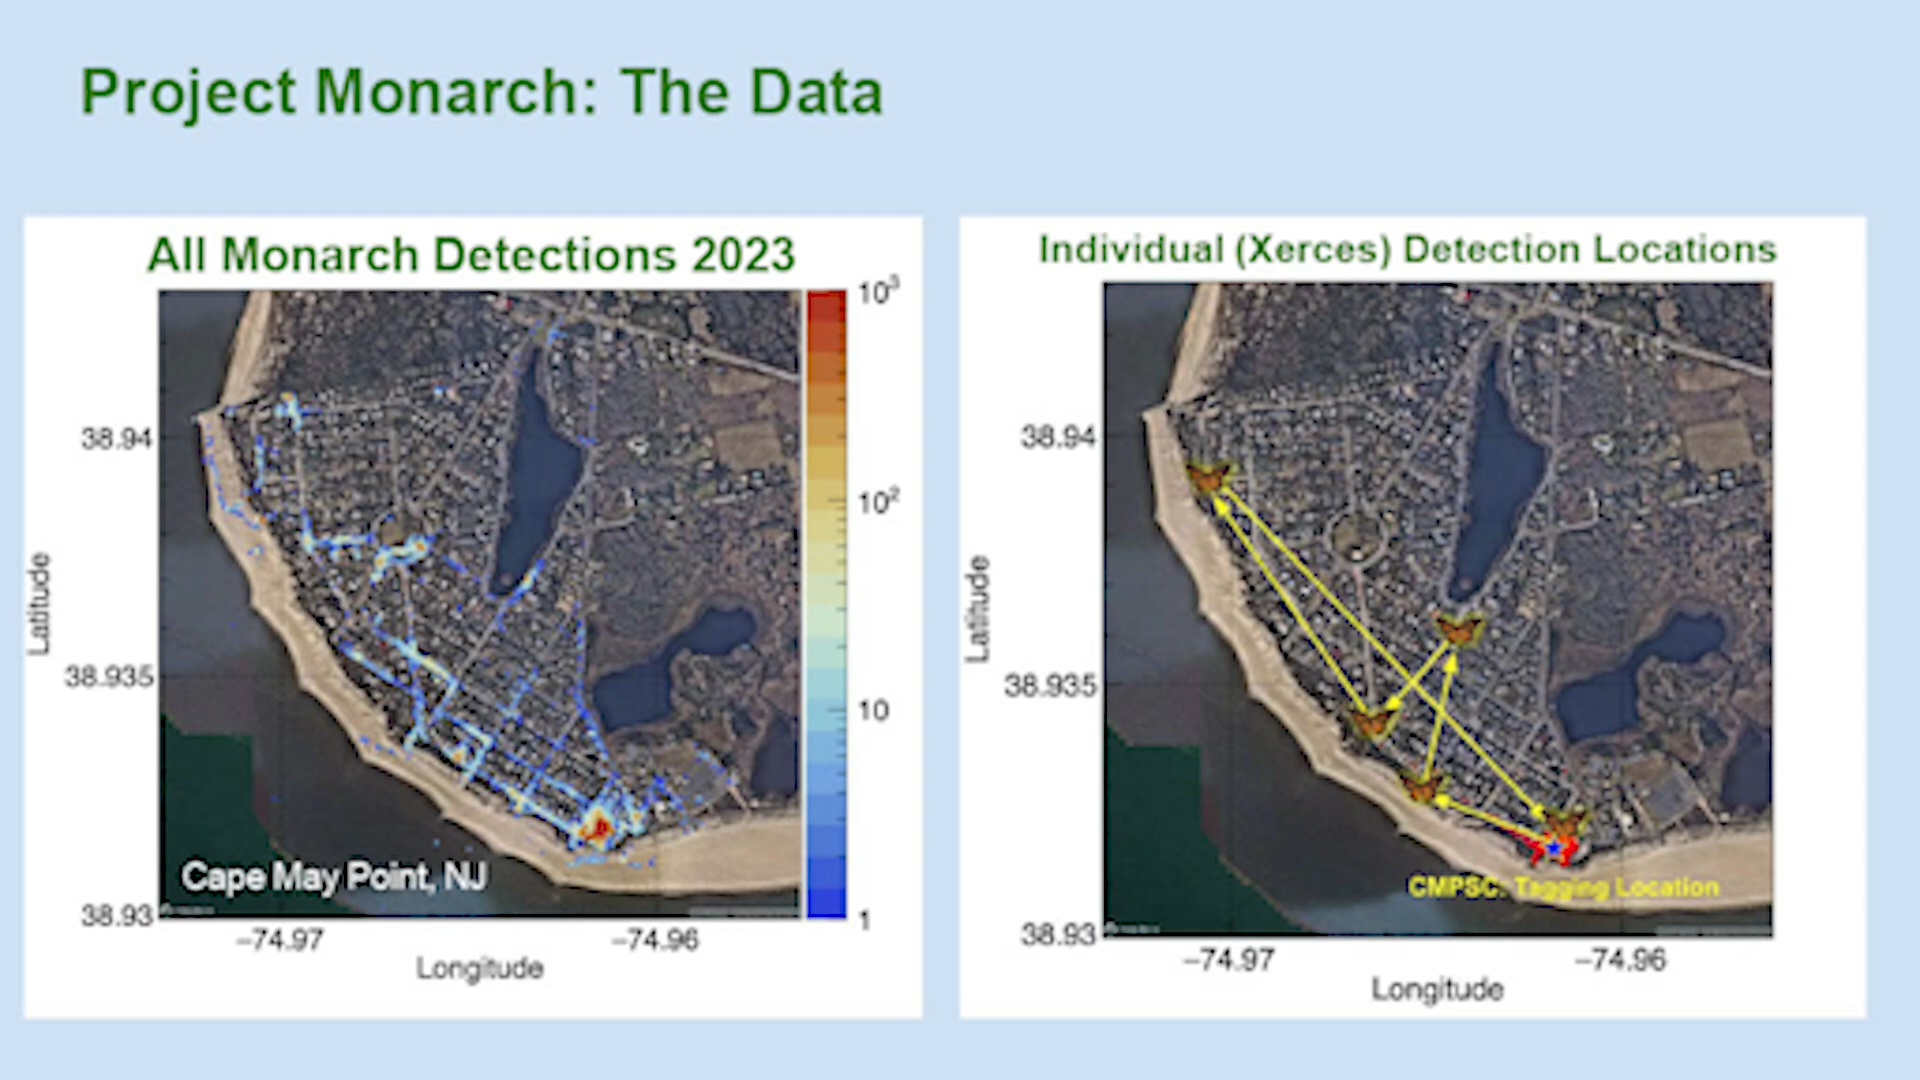 Project Monarch: The Data
All Monarch Detections 2023
10³
38.94
10²
Latitude
38.935
10
Cape May Point, NJ
38.93
1
−74.97
−74.96
Longitude
Individual (Xerces) Detection Locations
38.94
Latitude
38.935
CMPSC: Tagging Location
38.93
−74.97
−74.96
Longitude